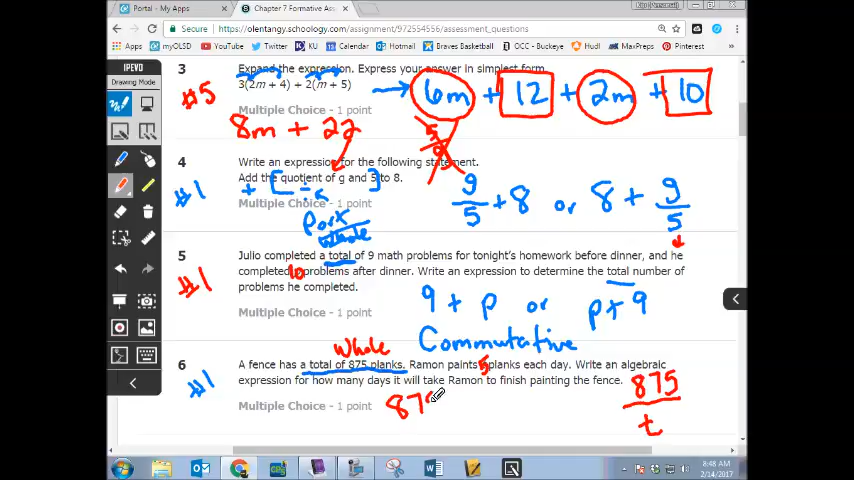 Portal - My Apps
Chapter 7 Formative Ass
Secure https://olentangy.schoology.com/assignment/972554556/assessment_questions
Apps myOLSD YouTube Twitter KU Calendar Hotmail Braves Basketball OCC - Buckeye Hudl MaxPreps Pinterest Other bookmarks
IPEVO
Drawing Mode
3 Expand the expression. Express your answer in simplest form.
3(2m + 4) + 2(m + 5) 6m + 12 + 2m + 10
#5
Multiple Choice - 1 point
8m + 22
4 Write an expression for the following statement.
Add the quotient of g and 5 to 8.
#1
+ [ ÷ ]
Multiple Choice - 1 point
g/5 + 8 or 8 + g/5
p or x
whole
5 Julio completed a total of 9 math problems for tonight's homework before dinner, and he
completed problems after dinner. Write an expression to determine the total number of
problems he completed.
#1
10
9 + p or p + 9
Multiple Choice - 1 point
Commutative
Whole
6 A fence has a total of 875 planks. Ramon paints planks each day. Write an algebraic
expression for how many days it will take Ramon to finish painting the fence.
#1
5
Multiple Choice - 1 point
875/t
8:48 AM
2/14/2017